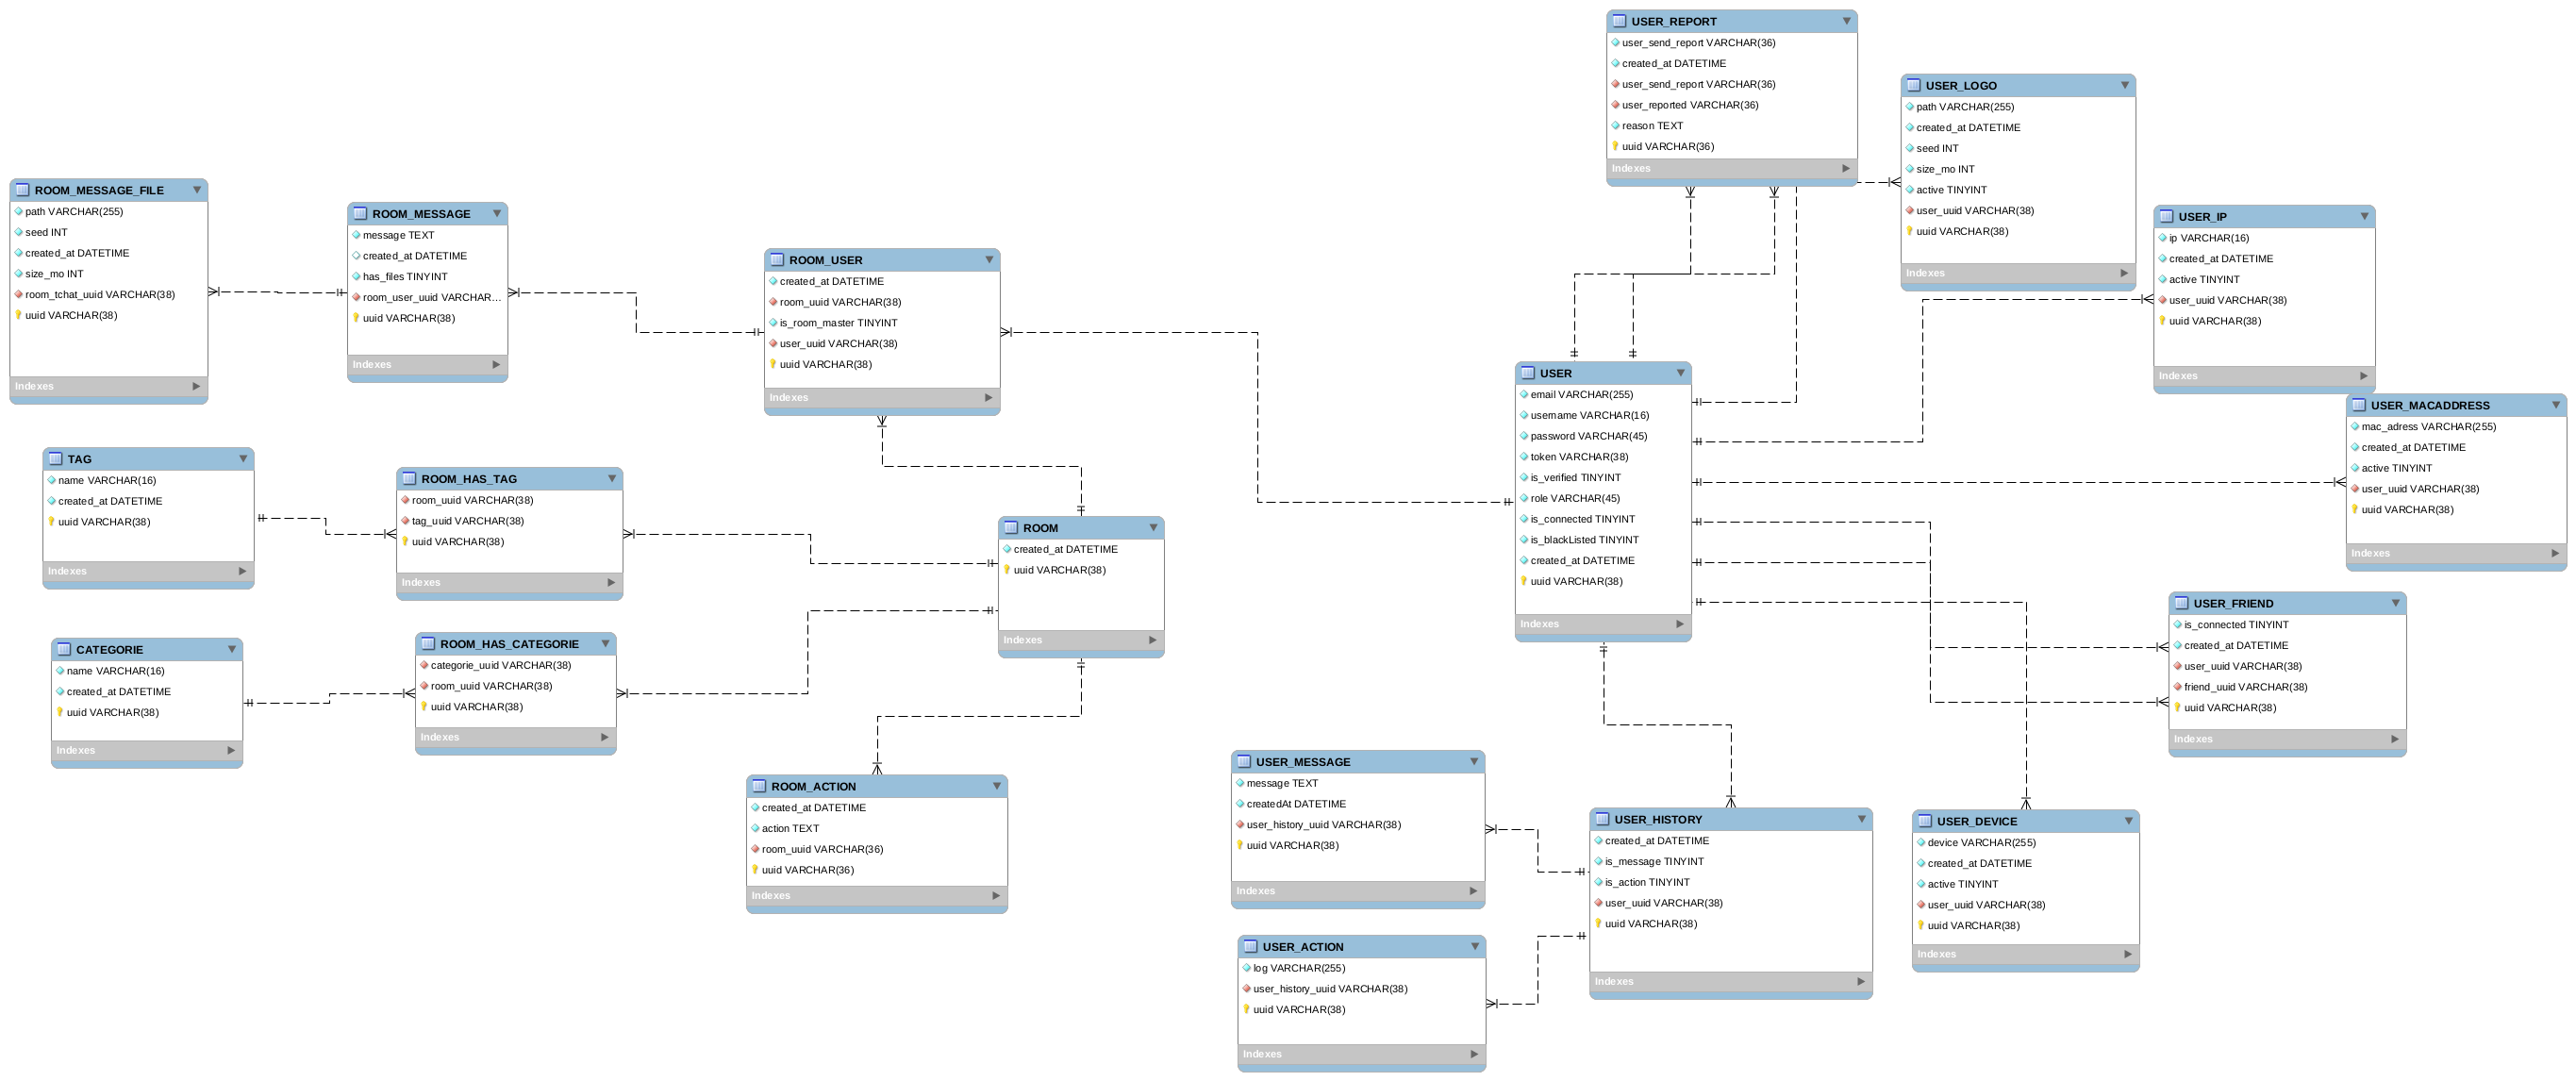 USER_REPORT
user_send_report VARCHAR(36)
created_at DATETIME
user_send_report VARCHAR(36)
user_reported VARCHAR(36)
reason TEXT
uuid VARCHAR(36)
Indexes
USER_LOGO
path VARCHAR(255)
created_at DATETIME
seed INT
size_mo INT
active TINYINT
user_uuid VARCHAR(38)
uuid VARCHAR(38)
Indexes
ROOM_MESSAGE_FILE
path VARCHAR(255)
seed INT
created_at DATETIME
size_mo INT
room_tchat_uuid VARCHAR(38)
uuid VARCHAR(38)
Indexes
ROOM_MESSAGE
message TEXT
created_at DATETIME
has_files TINYINT
room_user_uuid VARCHAR...
uuid VARCHAR(38)
Indexes
ROOM_USER
created_at DATETIME
room_uuid VARCHAR(38)
is_room_master TINYINT
user_uuid VARCHAR(38)
uuid VARCHAR(38)
Indexes
USER_IP
ip VARCHAR(16)
created_at DATETIME
active TINYINT
user_uuid VARCHAR(38)
uuid VARCHAR(38)
Indexes
USER
email VARCHAR(255)
username VARCHAR(16)
password VARCHAR(45)
token VARCHAR(38)
is_verified TINYINT
role VARCHAR(45)
is_connected TINYINT
is_blackListed TINYINT
created_at DATETIME
uuid VARCHAR(38)
Indexes
USER_MACADDRESS
mac_adress VARCHAR(255)
created_at DATETIME
active TINYINT
user_uuid VARCHAR(38)
uuid VARCHAR(38)
Indexes
TAG
name VARCHAR(16)
created_at DATETIME
uuid VARCHAR(38)
Indexes
ROOM_HAS_TAG
room_uuid VARCHAR(38)
tag_uuid VARCHAR(38)
uuid VARCHAR(38)
Indexes
ROOM
created_at DATETIME
uuid VARCHAR(38)
Indexes
USER_FRIEND
is_connected TINYINT
created_at DATETIME
user_uuid VARCHAR(38)
friend_uuid VARCHAR(38)
uuid VARCHAR(38)
Indexes
CATEGORIE
name VARCHAR(16)
created_at DATETIME
uuid VARCHAR(38)
Indexes
ROOM_HAS_CATEGORIE
categorie_uuid VARCHAR(38)
room_uuid VARCHAR(38)
uuid VARCHAR(38)
Indexes
ROOM_ACTION
created_at DATETIME
action TEXT
room_uuid VARCHAR(36)
uuid VARCHAR(36)
Indexes
USER_MESSAGE
message TEXT
createdAt DATETIME
user_history_uuid VARCHAR(38)
uuid VARCHAR(38)
Indexes
USER_HISTORY
created_at DATETIME
is_message TINYINT
is_action TINYINT
user_uuid VARCHAR(38)
uuid VARCHAR(38)
Indexes
USER_DEVICE
device VARCHAR(255)
created_at DATETIME
active TINYINT
user_uuid VARCHAR(38)
uuid VARCHAR(38)
Indexes
USER_ACTION
log VARCHAR(255)
user_history_uuid VARCHAR(38)
uuid VARCHAR(38)
Indexes